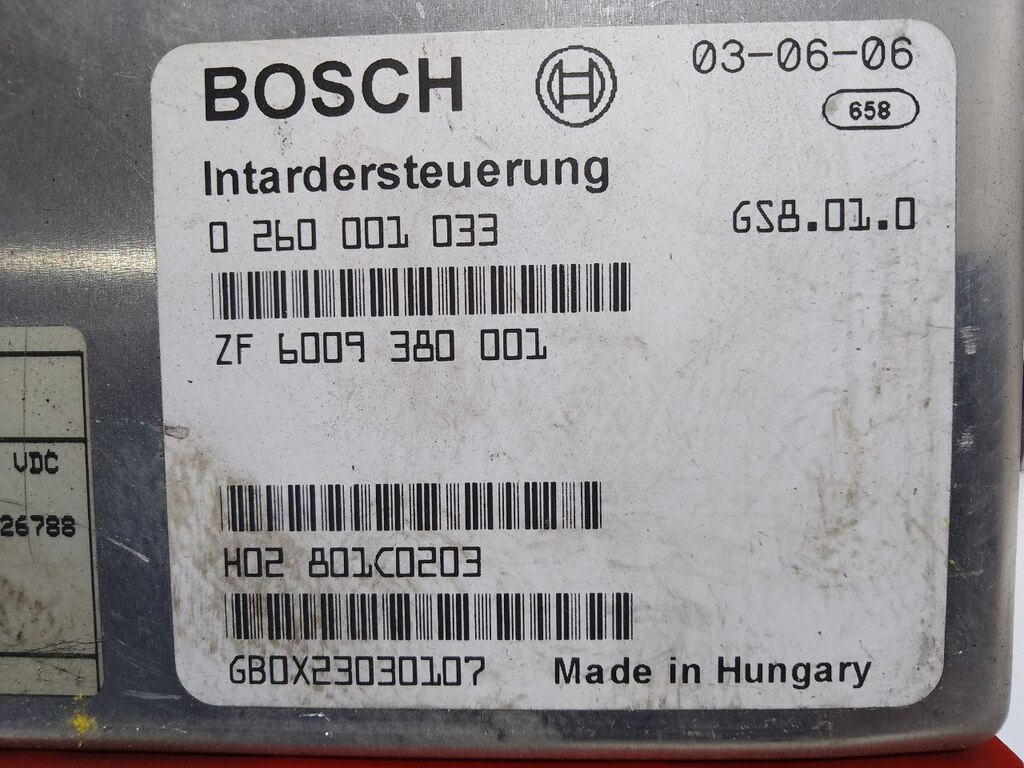 BOSCH
03-06-06
658
Intardersteuerung
0 260 001 033
GS8.01.0
ZF 6009 380 001
VDC
26788
H02 801C0203
GBOX23030107
Made in Hungary